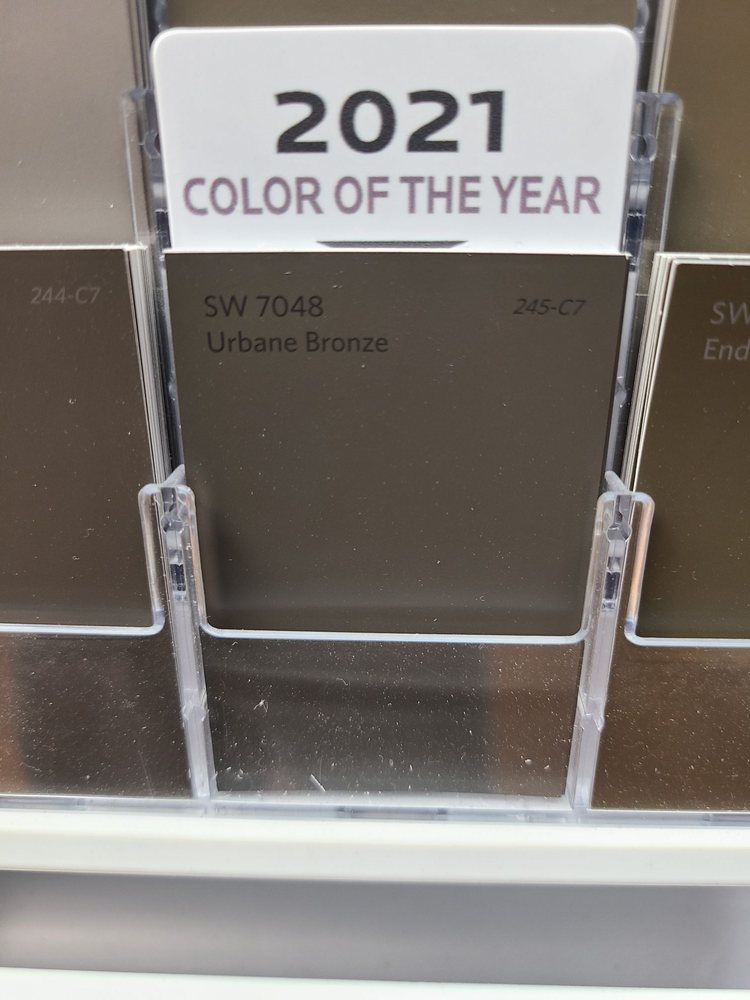 2021
COLOR OF THE YEAR
244-C7
SW 7048
245-C7
Urbane Bronze
SW
End